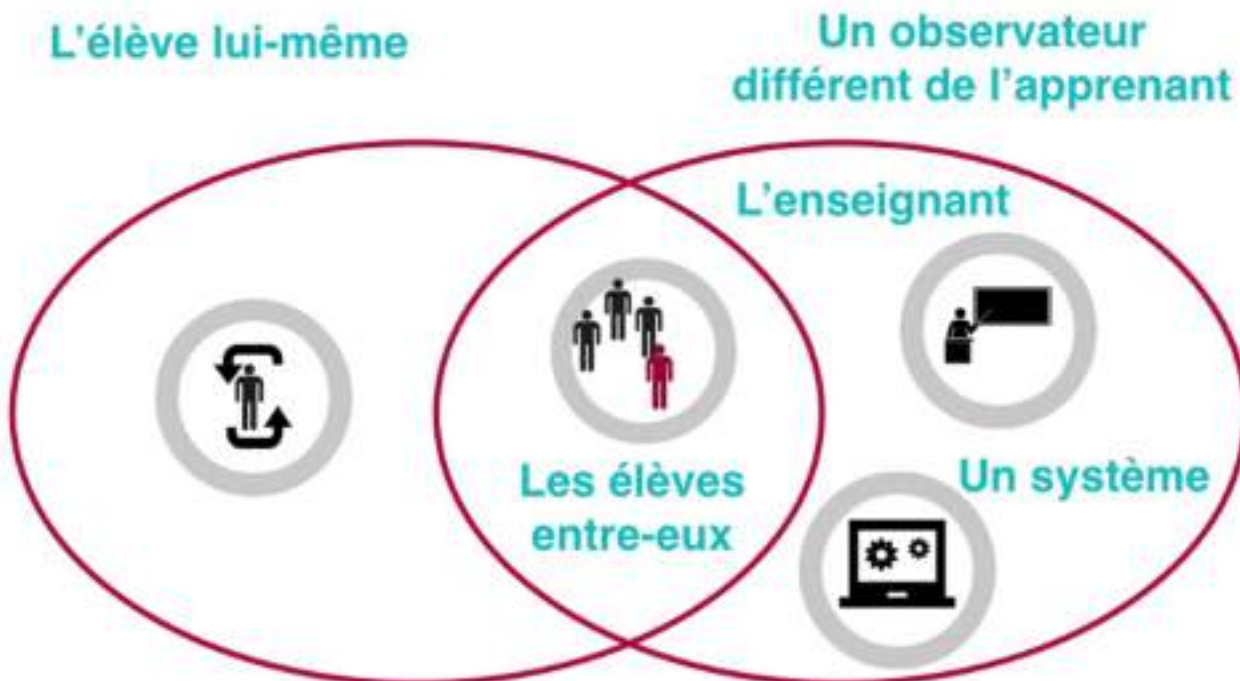 L'élève lui-même
Un observateur
différent de l'apprenant
L'enseignant
Les élèves
entre-eux
Un système